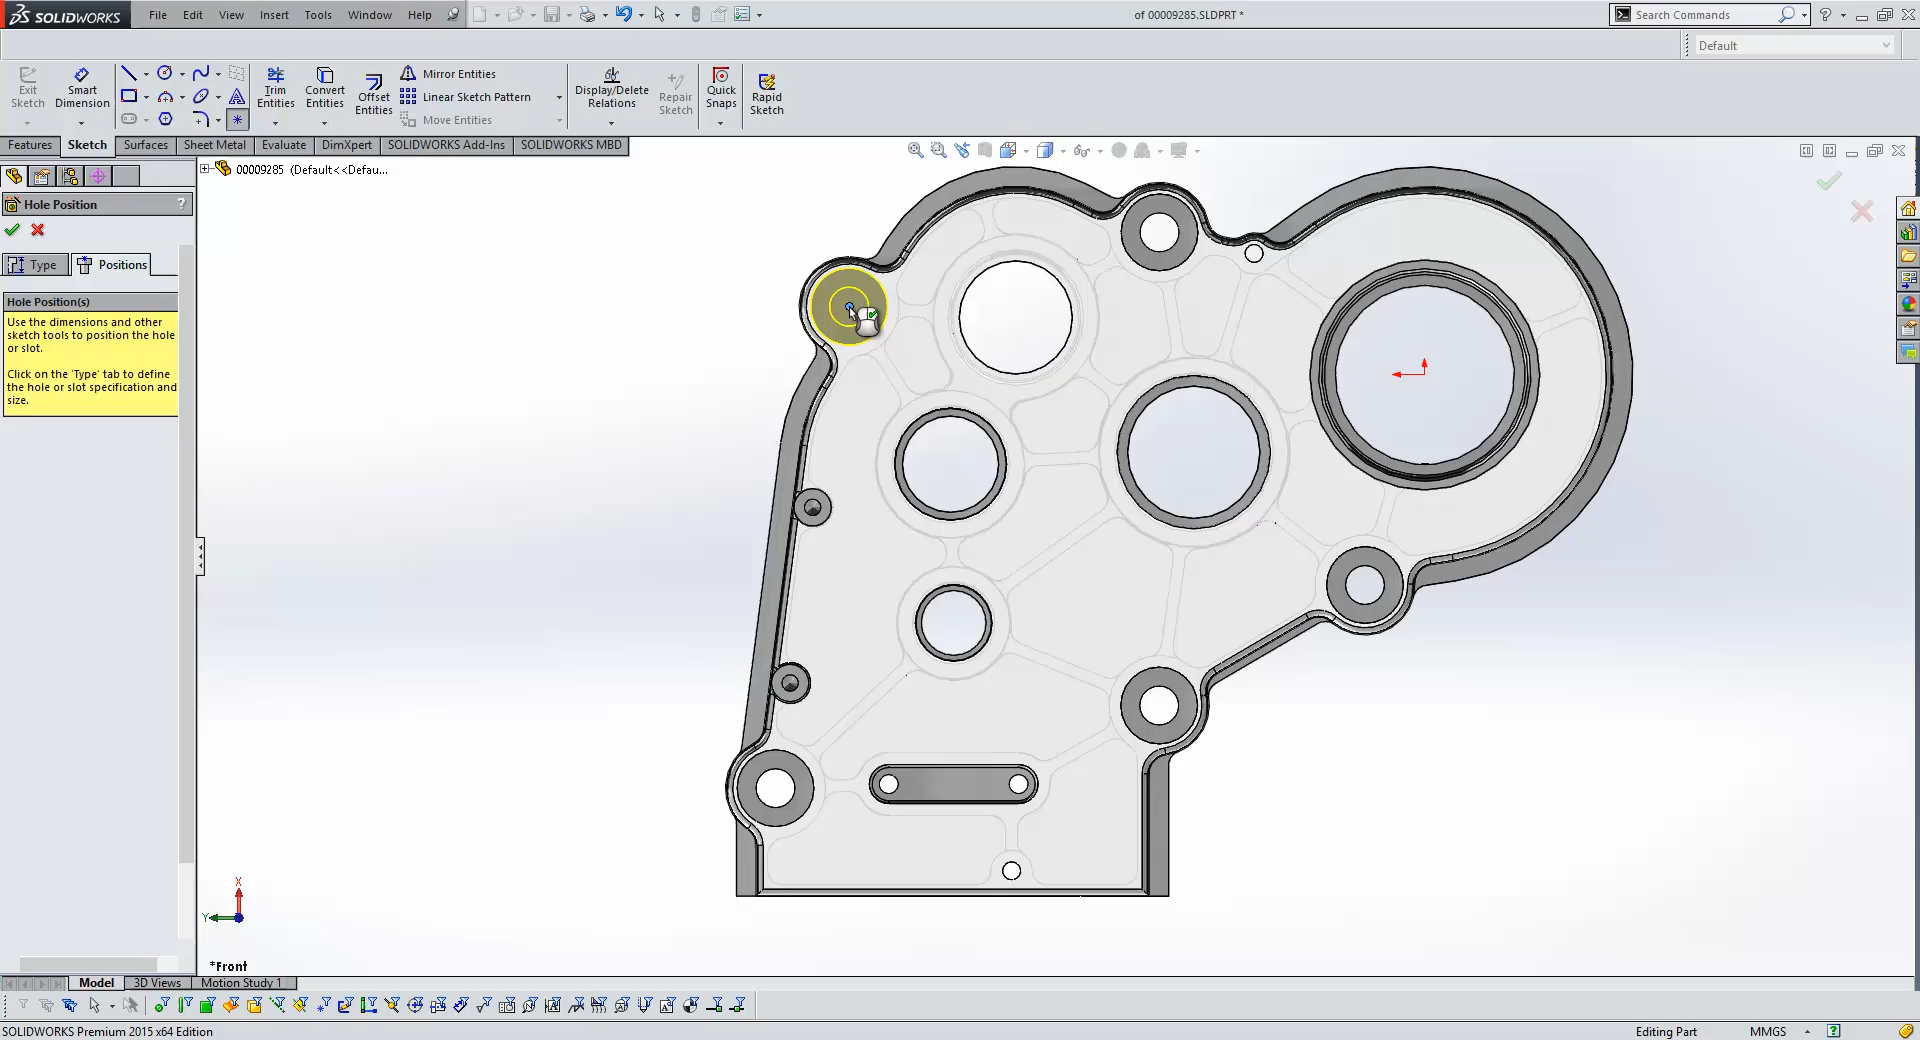 SOLIDWORKS
File Edit View Insert Tools Window Help
of 00009285.SLDPRT *
Search Commands
Default
Exit Sketch
Smart Dimension
Trim Entities
Convert Entities
Offset Entities
Mirror Entities
Linear Sketch Pattern
Move Entities
Display/Delete Relations
Repair Sketch
Quick Snaps
Rapid Sketch
Features Sketch Surfaces Sheet Metal Evaluate DimXpert SOLIDWORKS Add-Ins SOLIDWORKS MBD
00009285 (Default<<Defau...
Hole Position ?
Type Positions
Hole Position(s)
Use the dimensions and other
sketch tools to position the hole
or slot.
Click on the 'Type' tab to define
the hole or slot specification and
size.
X
Y
*Front
Model 3D Views Motion Study 1
SOLIDWORKS Premium 2015 x64 Edition
Editing Part MMGS